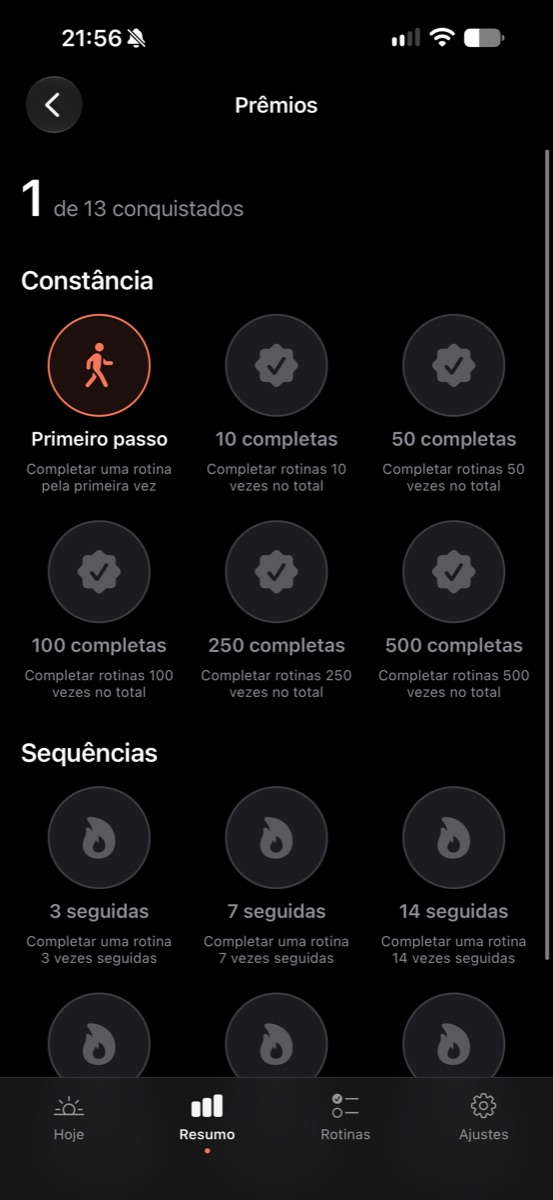 21:56
Prêmios
1 de 13 conquistados
Constância
Primeiro passo
Completar uma rotina
pela primeira vez
10 completas
Completar rotinas 10
vezes no total
50 completas
Completar rotinas 50
vezes no total
100 completas
Completar rotinas 100
vezes no total
250 completas
Completar rotinas 250
vezes no total
500 completas
Completar rotinas 500
vezes no total
Sequências
3 seguidas
Completar uma rotina
3 vezes seguidas
7 seguidas
Completar uma rotina
7 vezes seguidas
14 seguidas
Completar uma rotina
14 vezes seguidas
Hoje
Resumo
Rotinas
Ajustes